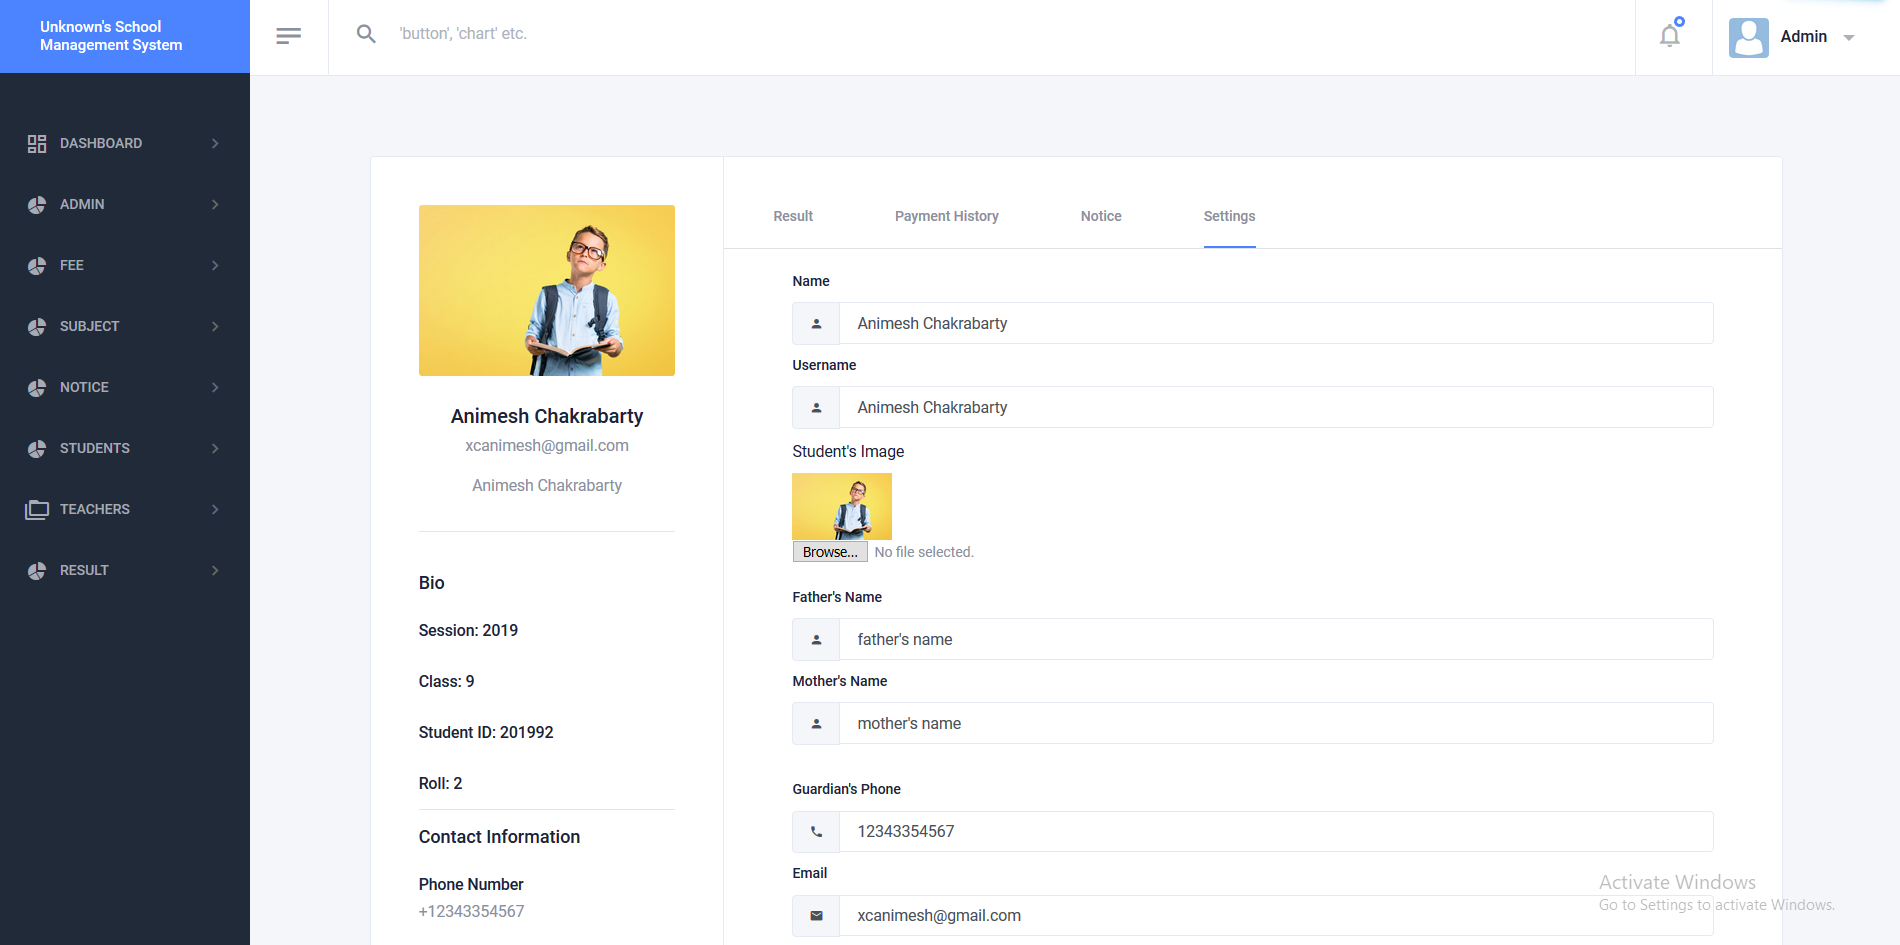 Unknown's School
Management System
'button', 'chart' etc.
Admin
DASHBOARD
ADMIN
FEE
SUBJECT
NOTICE
STUDENTS
TEACHERS
RESULT
Animesh Chakrabarty
xcanimesh@gmail.com
Animesh Chakrabarty
Bio
Session: 2019
Class: 9
Student ID: 201992
Roll: 2
Contact Information
Phone Number
+12343354567
Result Payment History Notice Settings
Name
Animesh Chakrabarty
Username
Animesh Chakrabarty
Student's Image
Browse... No file selected.
Father's Name
father's name
Mother's Name
mother's name
Guardian's Phone
12343354567
Email
xcanimesh@gmail.com
Activate Windows
Go to Settings to activate Windows.